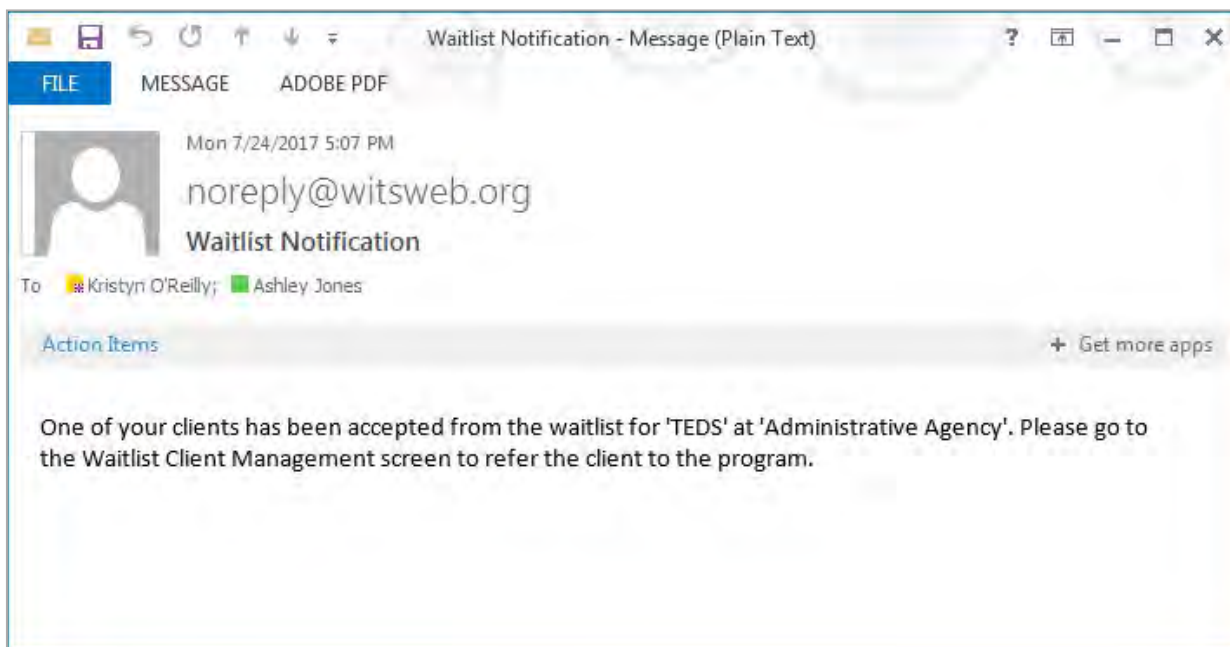 Waitlist Notification - Message (Plain Text)
FILE MESSAGE ADOBE PDF
Mon 7/24/2017 5:07 PM
noreply@witsweb.org
Waitlist Notification
To Kristyn O'Reilly; Ashley Jones
Action Items + Get more apps
One of your clients has been accepted from the waitlist for 'TEDS' at 'Administrative Agency'. Please go to
the Waitlist Client Management screen to refer the client to the program.